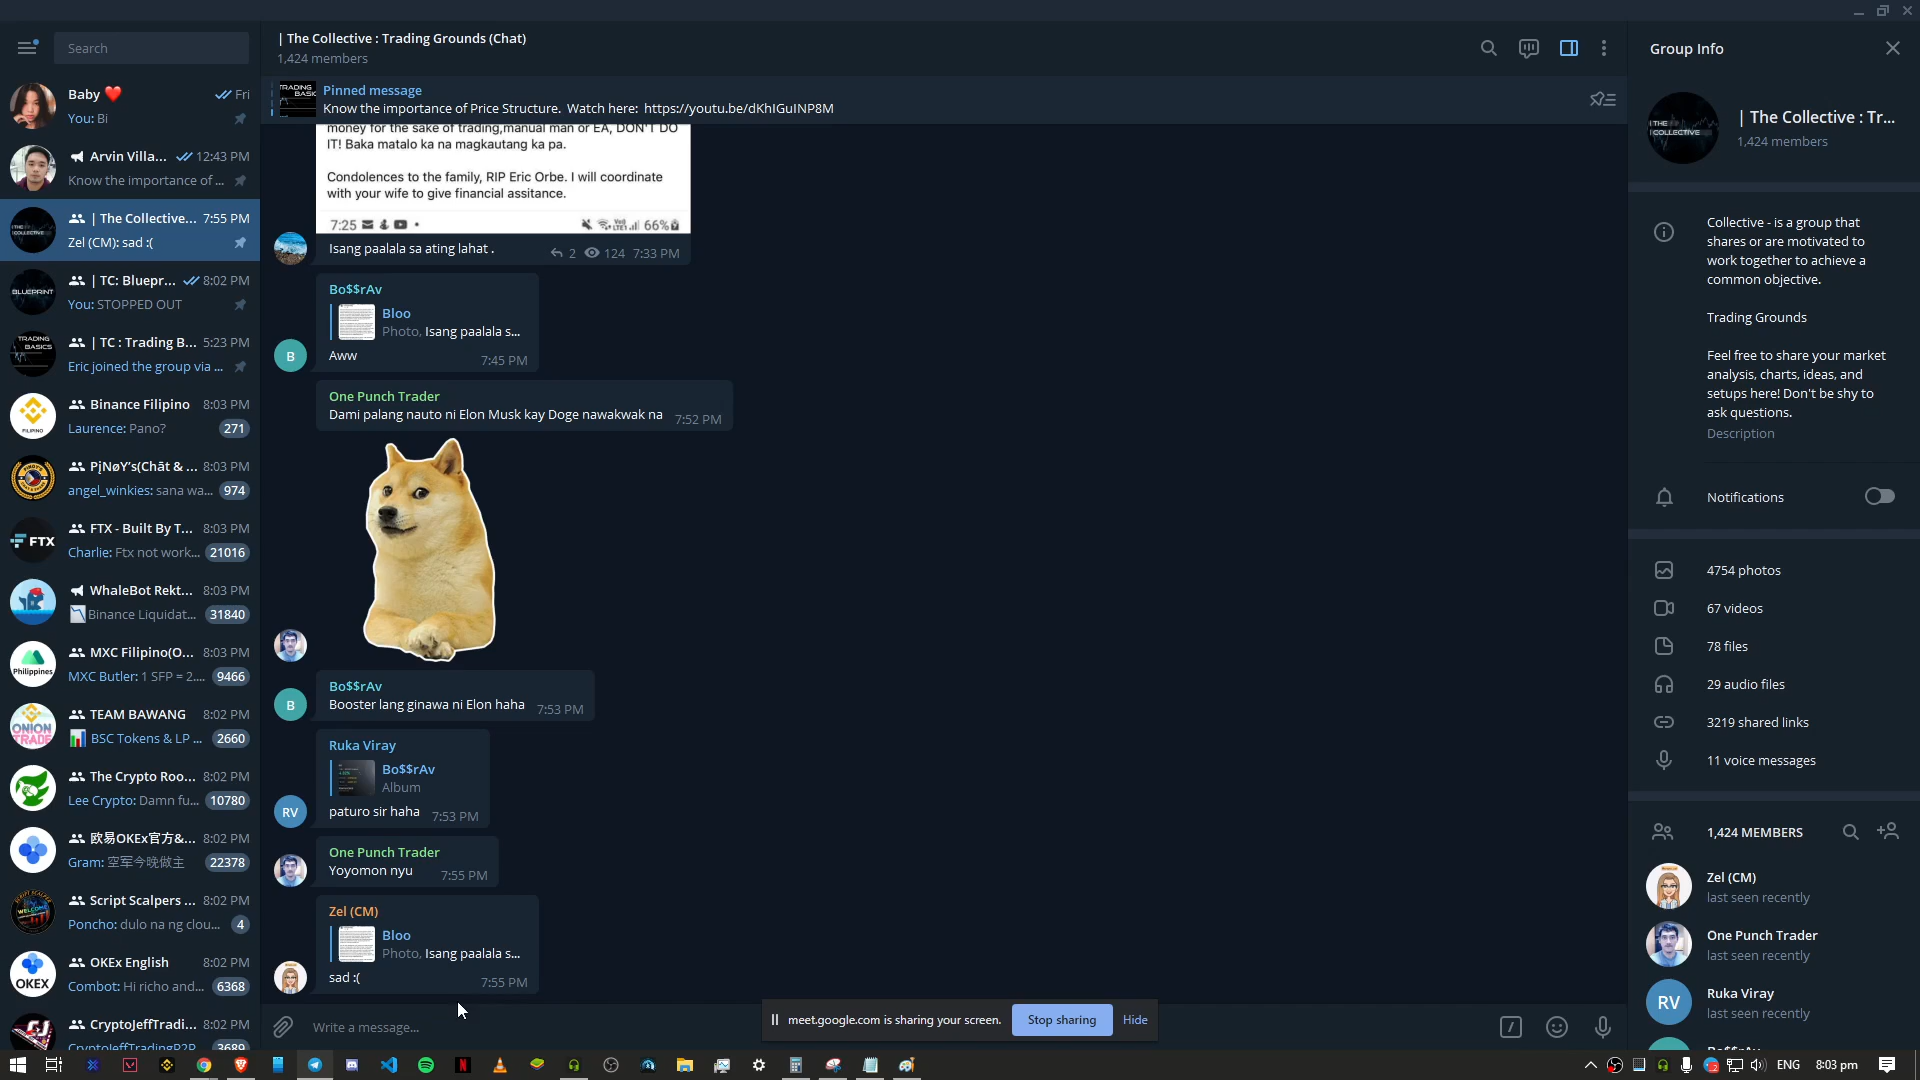 Search
Baby ❤️
Fri
You: Bi
Arvin Villa...
12:43 PM
Know the importance of ...
| The Collective...
7:55 PM
Zel (CM): sad :(
BLUEPRINT
| TC: Bluepr...
8:02 PM
You: STOPPED OUT
TRADING
BASICS
| TC : Trading B...
5:23 PM
Eric joined the group via ...
FILIPINO
Binance Filipino
8:03 PM
Laurence: Pano?
271
PįNøY's(Chāt & ...
8:03 PM
angel_winkies: sana wa...
974
FTX
FTX - Built By T...
8:03 PM
Charlie: Ftx not work...
21016
WhaleBot Rekt...
8:03 PM
Binance Liquidat...
31840
Philippines
MXC Filipino(O...
8:03 PM
MXC Butler: 1 SFP = 2....
9466
ONION
TRADE
TEAM BAWANG
8:02 PM
BSC Tokens & LP ...
2660
The Crypto Roo...
8:02 PM
Lee Crypto: Damn fu...
10780
欧易OKEx官方&...
8:02 PM
Gram: 空军今晚做主
22378
WELCOME
Script Scalpers ...
8:02 PM
Poncho: dulo na ng clou...
4
OKEX
OKEx English
8:02 PM
Combot: Hi richo and...
6368
CryptoJeffTradi...
8:02 PM
CryptoJeffTradingP2P
3689
| The Collective : Trading Grounds (Chat)
1,424 members
TRADING
BASIC
Pinned message
Know the importance of Price Structure. Watch here: https://youtu.be/dKhIGuINP8M
money for the sake of trading,manual man or EA, DON'T DO
IT! Baka matalo ka na magkautang ka pa.
Condolences to the family, RIP Eric Orbe. I will coordinate
with your wife to give financial assitance.
7:25
66%
Isang paalala sa ating lahat .
2
124
7:33 PM
Bo$$rAv
Bloo
Photo, Isang paalala s...
B
Aww
7:45 PM
One Punch Trader
Dami palang nauto ni Elon Musk kay Doge nawakwak na
7:52 PM
Bo$$rAv
B
Booster lang ginawa ni Elon haha
7:53 PM
Ruka Viray
Bo$$rAv
Album
RV
paturo sir haha
7:53 PM
One Punch Trader
Yoyomon nyu
7:55 PM
Zel (CM)
Bloo
Photo, Isang paalala s...
sad :(
7:55 PM
Write a message...
meet.google.com is sharing your screen.
Stop sharing
Hide
Group Info
| THE
COLLECTIVE
| The Collective : Tr...
1,424 members
Collective - is a group that
shares or are motivated to
work together to achieve a
common objective.
Trading Grounds
Feel free to share your market
analysis, charts, ideas, and
setups here! Don't be shy to
ask questions.
Description
Notifications
4754 photos
67 videos
78 files
29 audio files
3219 shared links
11 voice messages
1,424 MEMBERS
Zel (CM)
last seen recently
One Punch Trader
last seen recently
RV
Ruka Viray
last seen recently
Bo$$rAv
ENG
8:03 pm